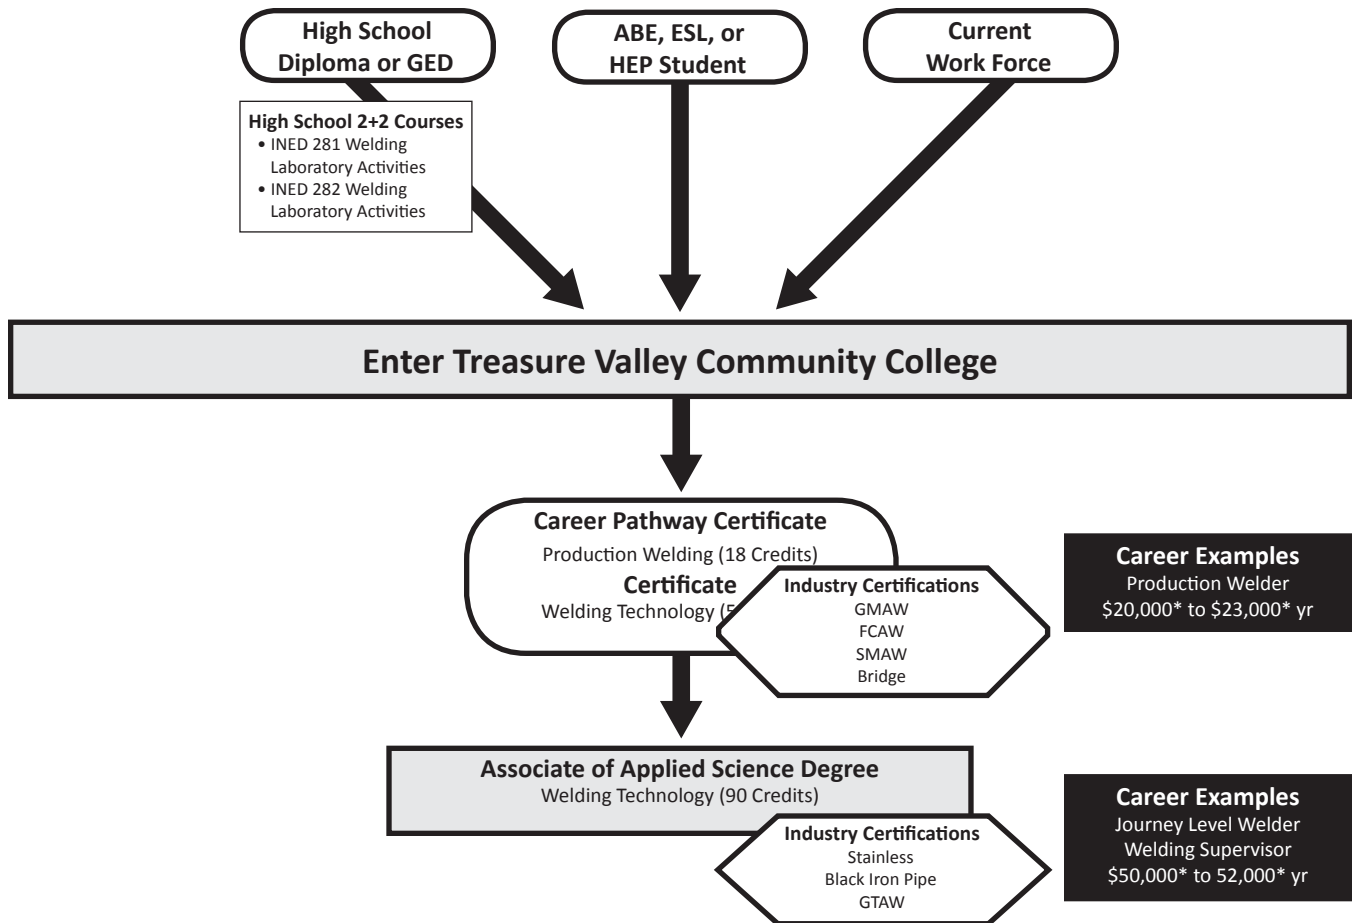 High School
Diploma or GED
ABE, ESL, or
HEP Student
Current
Work Force
High School 2+2 Courses
• INED 281 Welding
Laboratory Activities
• INED 282 Welding
Laboratory Activities
Enter Treasure Valley Community College
Career Pathway Certificate
Production Welding (18 Credits)
Certificate
Welding Technology (5
Industry Certifications
GMAW
FCAW
SMAW
Bridge
Career Examples
Production Welder
$20,000* to $23,000* yr
Associate of Applied Science Degree
Welding Technology (90 Credits)
Industry Certifications
Stainless
Black Iron Pipe
GTAW
Career Examples
Journey Level Welder
Welding Supervisor
$50,000* to 52,000* yr